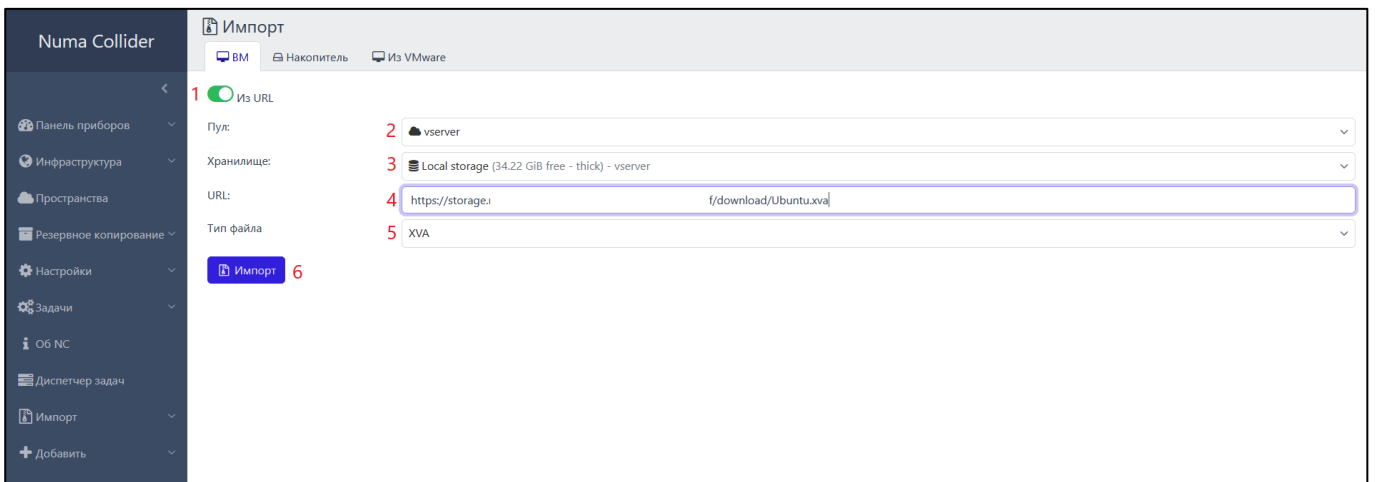 Numa Collider
Импорт
ВМ Накопитель Из VMware
1 Из URL
Панель приборов
Инфраструктура
Пространства
Резервное копирование
Настройки
Задачи
Об NC
Диспетчер задач
Импорт
Добавить
Пул: 2 vserver
Хранилище: 3 Local storage (34.22 GiB free - thick) - vserver
URL: 4 https://storage. f/download/Ubuntu.xva
Тип файла 5 XVA
Импорт 6